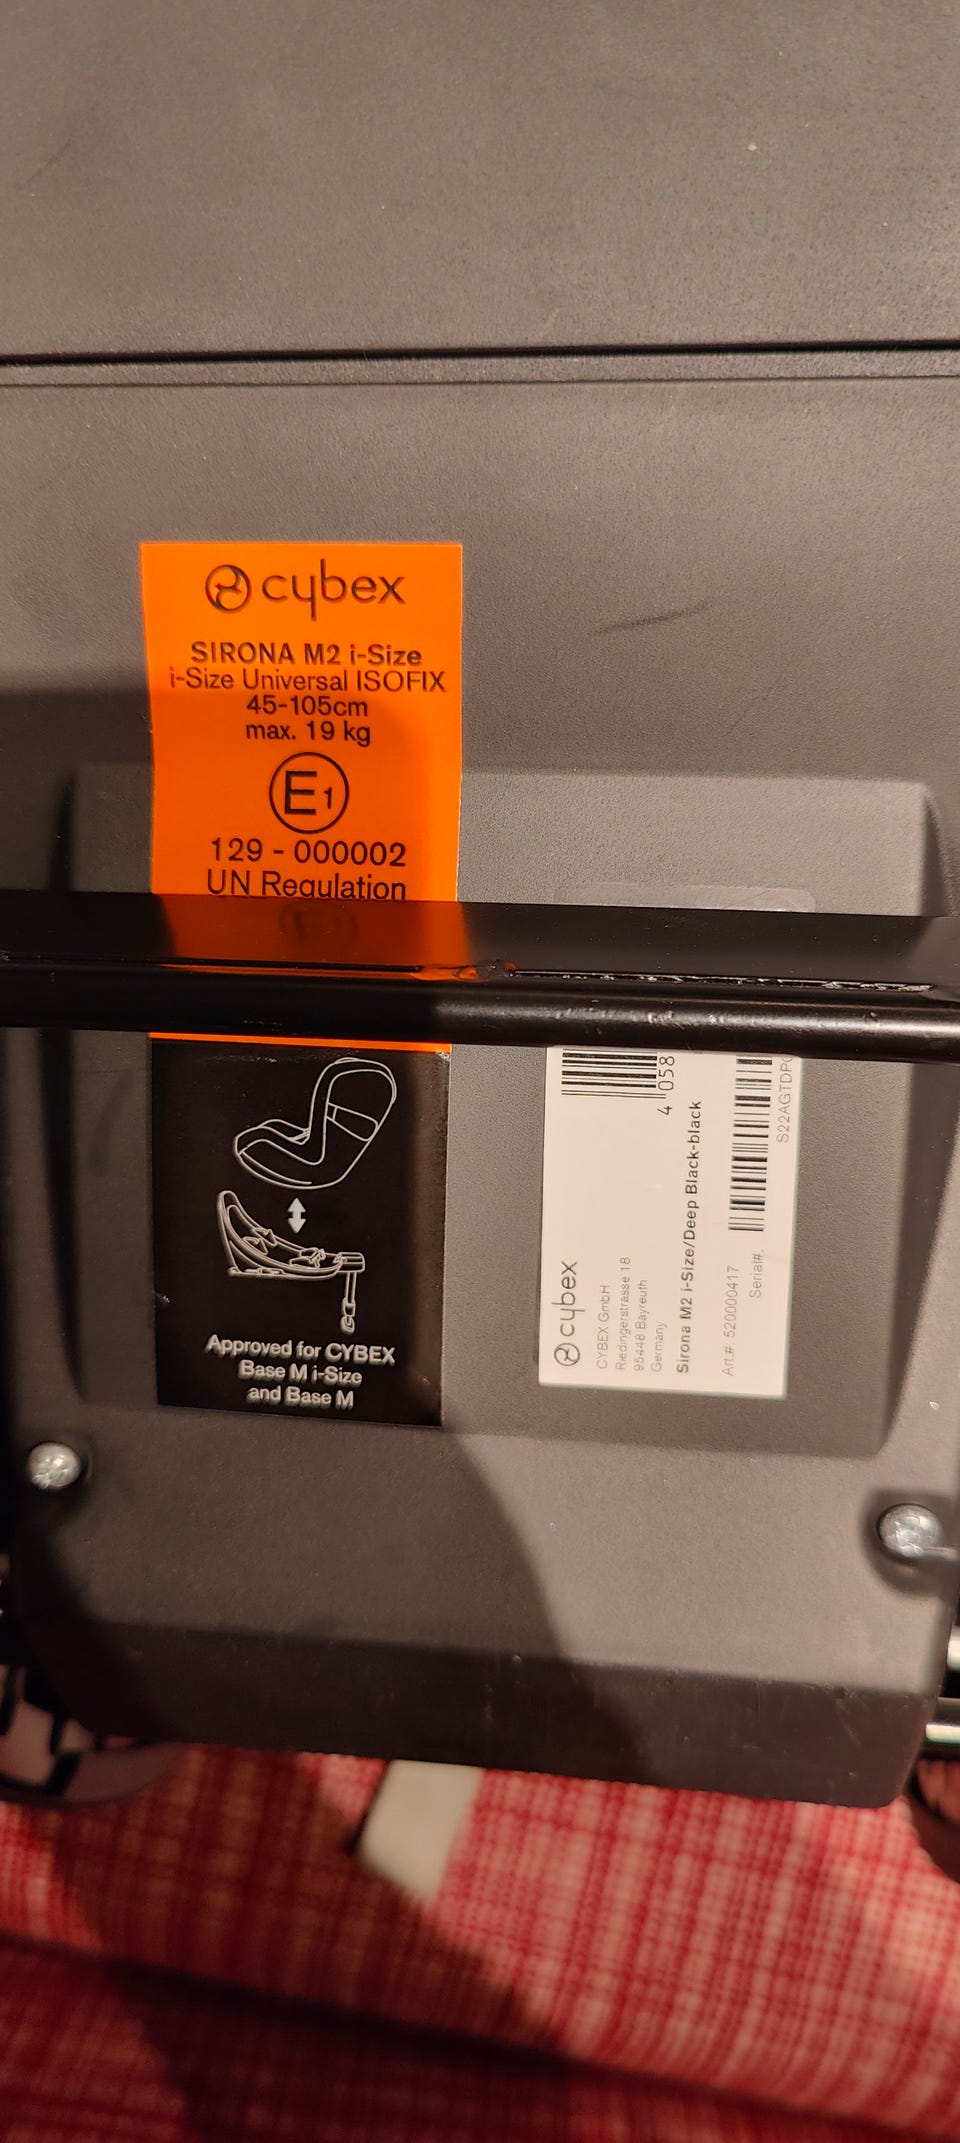 cybex
SIRONA M2 i-Size
i-Size Universal ISOFIX
45-105cm
max. 19 kg
E1
129 - 000002
UN Regulation
Approved for CYBEX
Base M i-Size
and Base M
cybex
CYBEX GmbH
Riedingerstrasse 18
95448 Bayreuth
Germany
4 058
Sirona M2 i-Size/Deep Black-black
Art.# 520000417
Serial#:
S22AGTDP